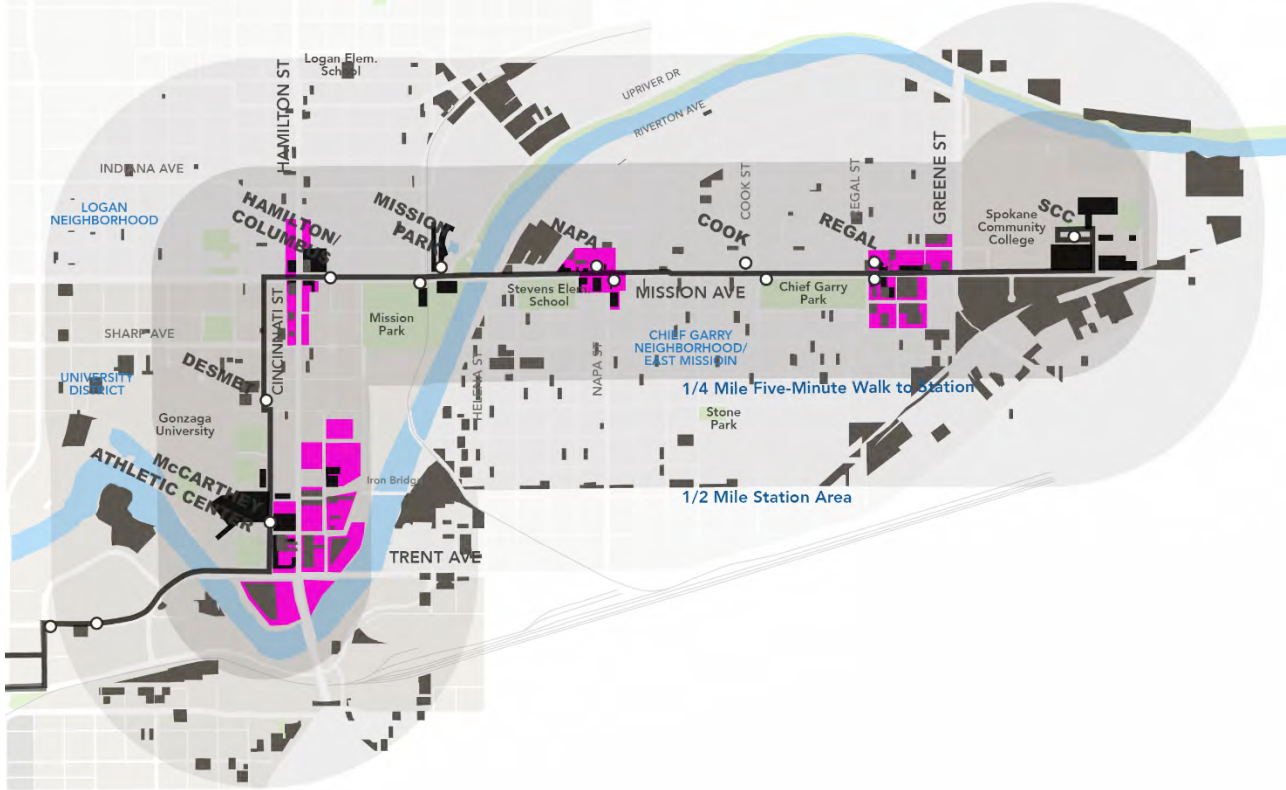 Logan Elem.
School
HAMILTON ST
UPRIVER DR
RIVERTON AVE
INDIANA AVE
LOGAN
NEIGHBORHOOD
HAMILTON/
COLUMBUS
MISSION
PARK
NAPA
COOK
COOK ST
REGAL
REGAL ST
GREENE ST
Spokane
Community
College
SCC
Stevens Elem.
School
MISSION AVE
Chief Garry
Park
Mission
Park
SHARP AVE
CINCINNATI ST
DESMET
UNIVERSITY
DISTRICT
HELENA ST
NAPA ST
CHIEF GARRY
NEIGHBORHOOD/
EAST MISSIOIN
1/4 Mile Five-Minute Walk to Station
Gonzaga
University
Stone
Park
McCARTHEY
ATHLETIC CENTER
Iron Bridge
1/2 Mile Station Area
TRENT AVE